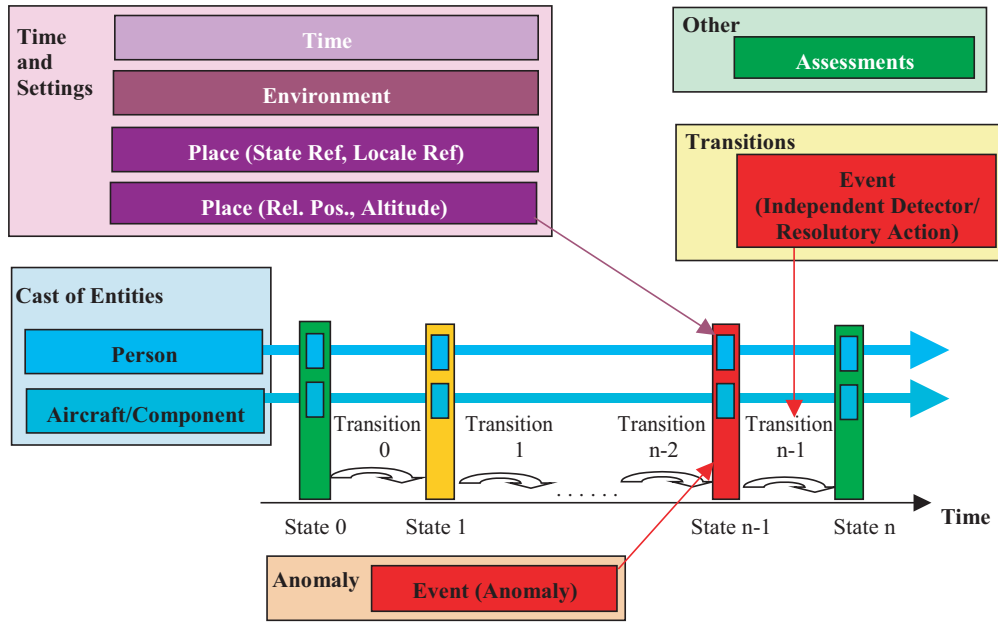 Time
and
Settings
Time
Environment
Place (State Ref, Locale Ref)
Place (Rel. Pos., Altitude)
Other
Assessments
Transitions
Event
(Independent Detector/
Resolutory Action)
Cast of Entities
Person
Aircraft/Component
Transition
0
Transition
1
Transition
n-2
Transition
n-1
. . . . . .
Time
State 0
State 1
State n-1
State n
Anomaly
Event (Anomaly)